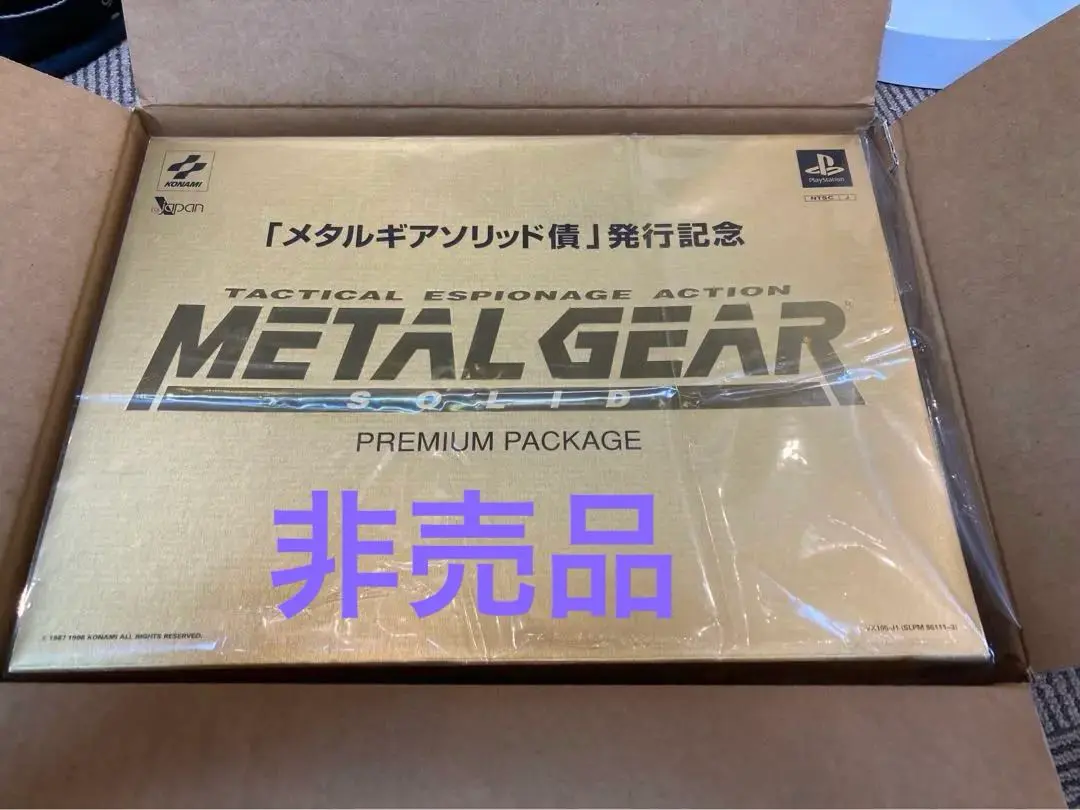 KONAMI
Japan
PlayStation
NTSC J
「メタルギアソリッド債」発行記念
TACTICAL ESPIONAGE ACTION
METAL GEAR
SOLID
PREMIUM PACKAGE
非売品
© 1987 1998 KONAMI ALL RIGHTS RESERVED.
VX106-J1 (SLPM 86111~3)